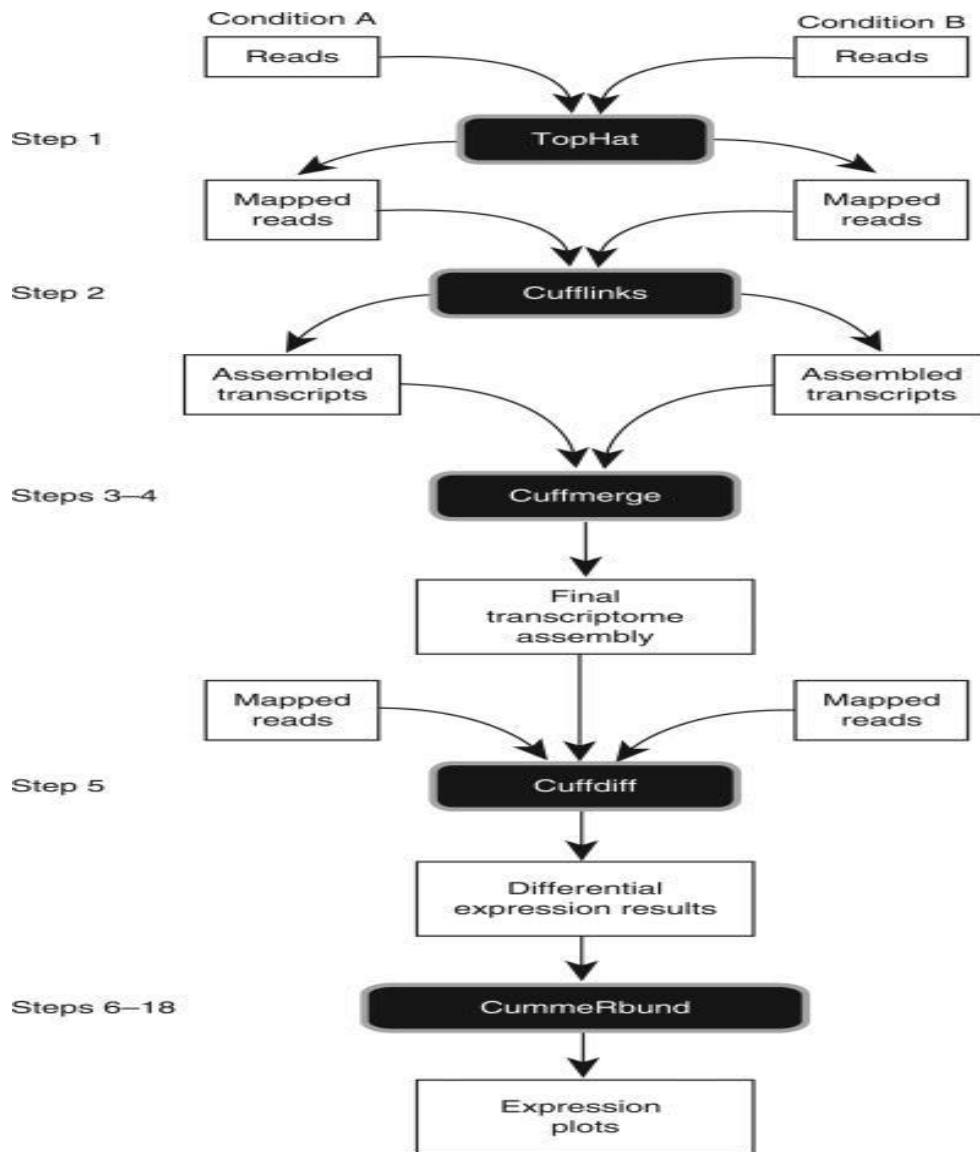 Condition A
Condition B
Reads
Reads
Step 1
TopHat
Mapped
reads
Mapped
reads
Step 2
Cufflinks
Assembled
transcripts
Assembled
transcripts
Steps 3–4
Cuffmerge
Final
transcriptome
assembly
Mapped
reads
Mapped
reads
Step 5
Cuffdiff
Differential
expression results
Steps 6–18
CummeRbund
Expression
plots